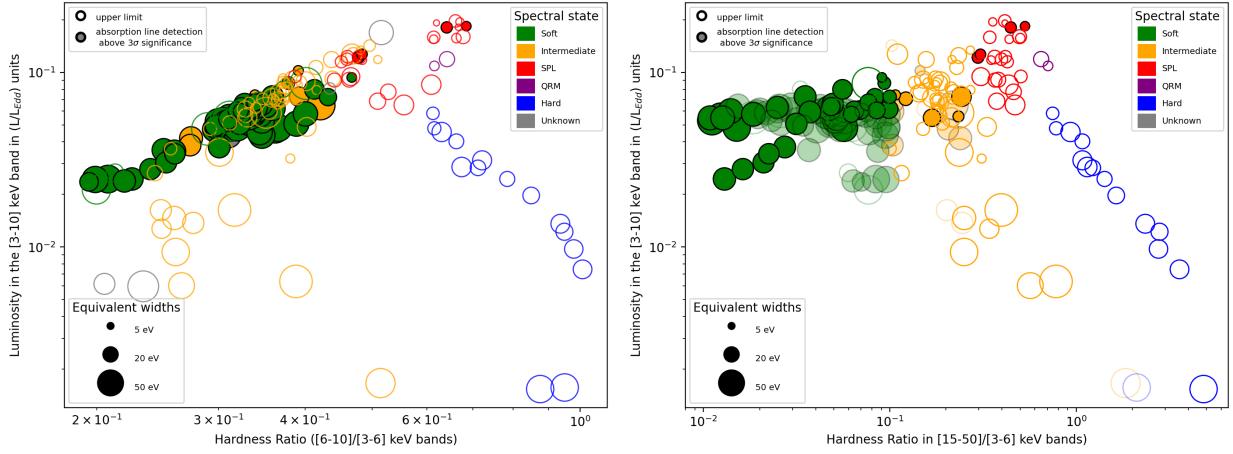 upper limit
absorption line detection
above 3σ significance
Spectral state
Soft
Intermediate
SPL
QRM
Hard
Unknown
Equivalent widths
5 eV
20 eV
50 eV
10⁻¹
10⁻²
Luminosity in the [3-10] keV band in (L/L_Edd) units
2 × 10⁻¹
3 × 10⁻¹
4 × 10⁻¹
6 × 10⁻¹
10⁰
Hardness Ratio ([6-10]/[3-6] keV bands)
upper limit
absorption line detection
above 3σ significance
Spectral state
Soft
Intermediate
SPL
QRM
Hard
Unknown
Equivalent widths
5 eV
20 eV
50 eV
10⁻¹
10⁻²
Luminosity in the [3-10] keV band in (L/L_Edd) units
10⁻²
10⁻¹
10⁰
Hardness Ratio in [15-50]/[3-6] keV bands)